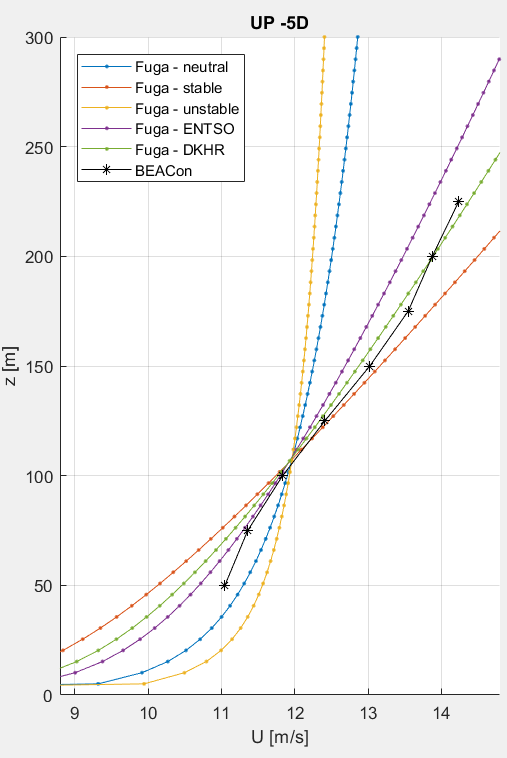 UP -5D
300
250
200
150
100
50
0
z [m]
Fuga - neutral
Fuga - stable
Fuga - unstable
Fuga - ENTSO
Fuga - DKHR
BEACon
9 10 11 12 13 14
U [m/s]